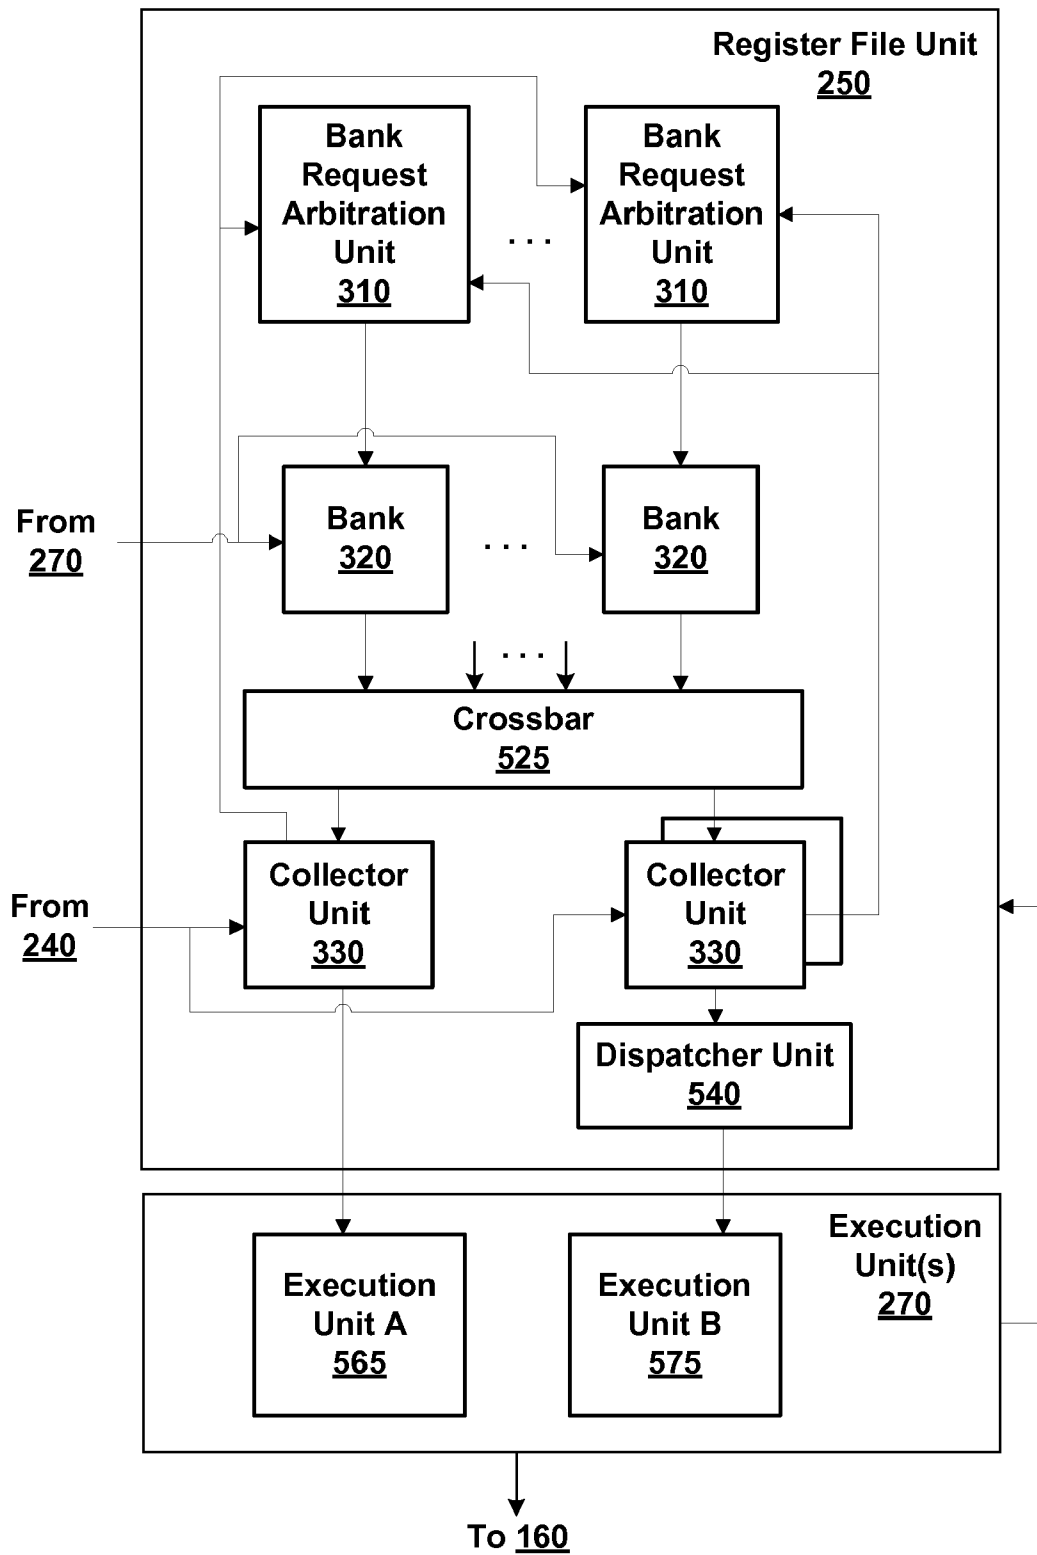 Register File Unit
250
Bank
Request
Arbitration
Unit
310
. . .
Bank
Request
Arbitration
Unit
310
From
270
Bank
320
. . .
Bank
320
. . .
Crossbar
525
From
240
Collector
Unit
330
Collector
Unit
330
Dispatcher Unit
540
Execution
Unit(s)
270
Execution
Unit A
565
Execution
Unit B
575
To 160